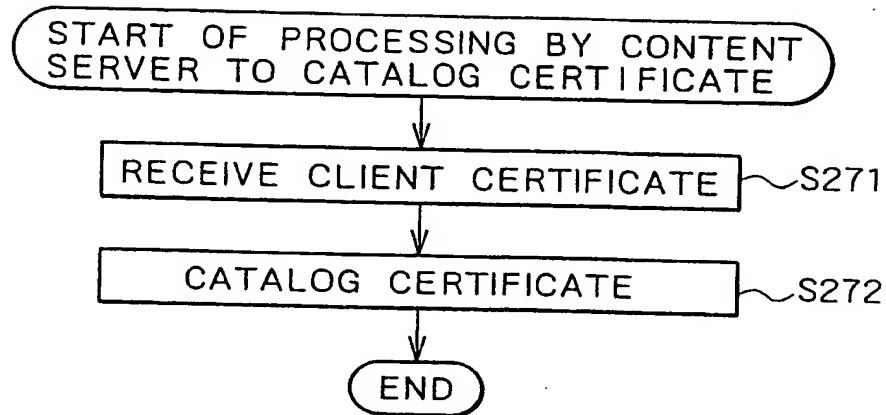 START OF PROCESSING BY CONTENT
SERVER TO CATALOG CERTIFICATE
RECEIVE CLIENT CERTIFICATE
S271
CATALOG CERTIFICATE
S272
END